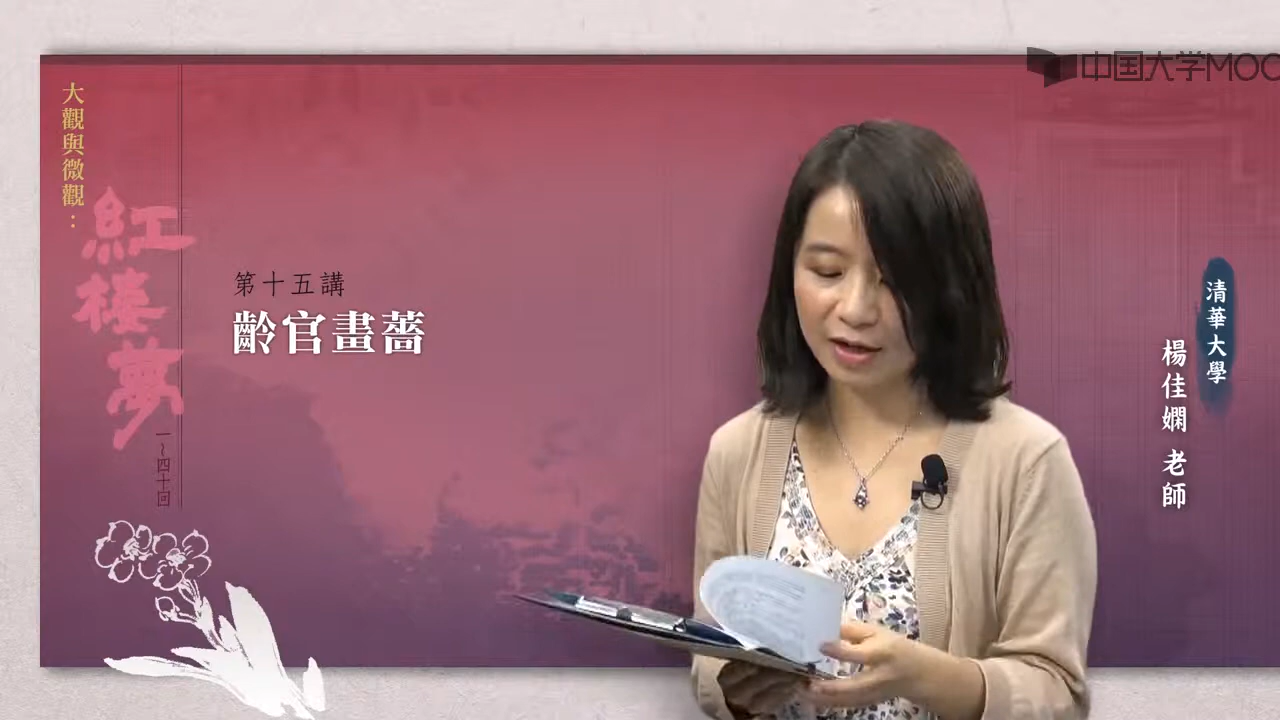 中国大学MOO
大觀與微觀：
紅樓夢
一～四十回
第十五講
齡官畫薔
清華大學
楊佳嫻 老師